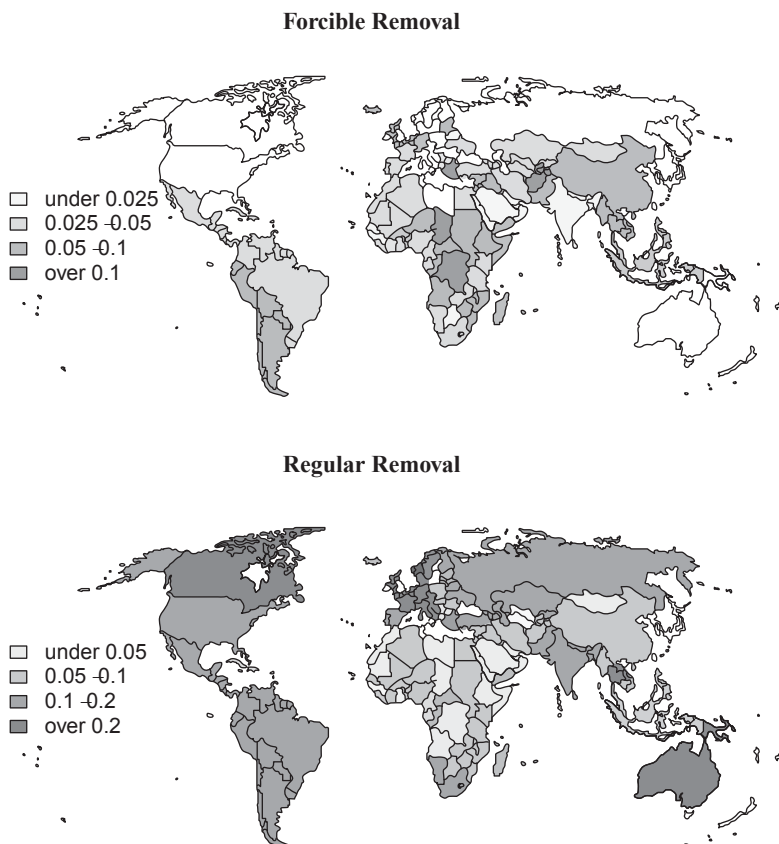 Forcible Removal
under 0.025
0.025 –0.05
0.05 -0.1
over 0.1
Regular Removal
under 0.05
0.05 -0.1
0.1 -0.2
over 0.2